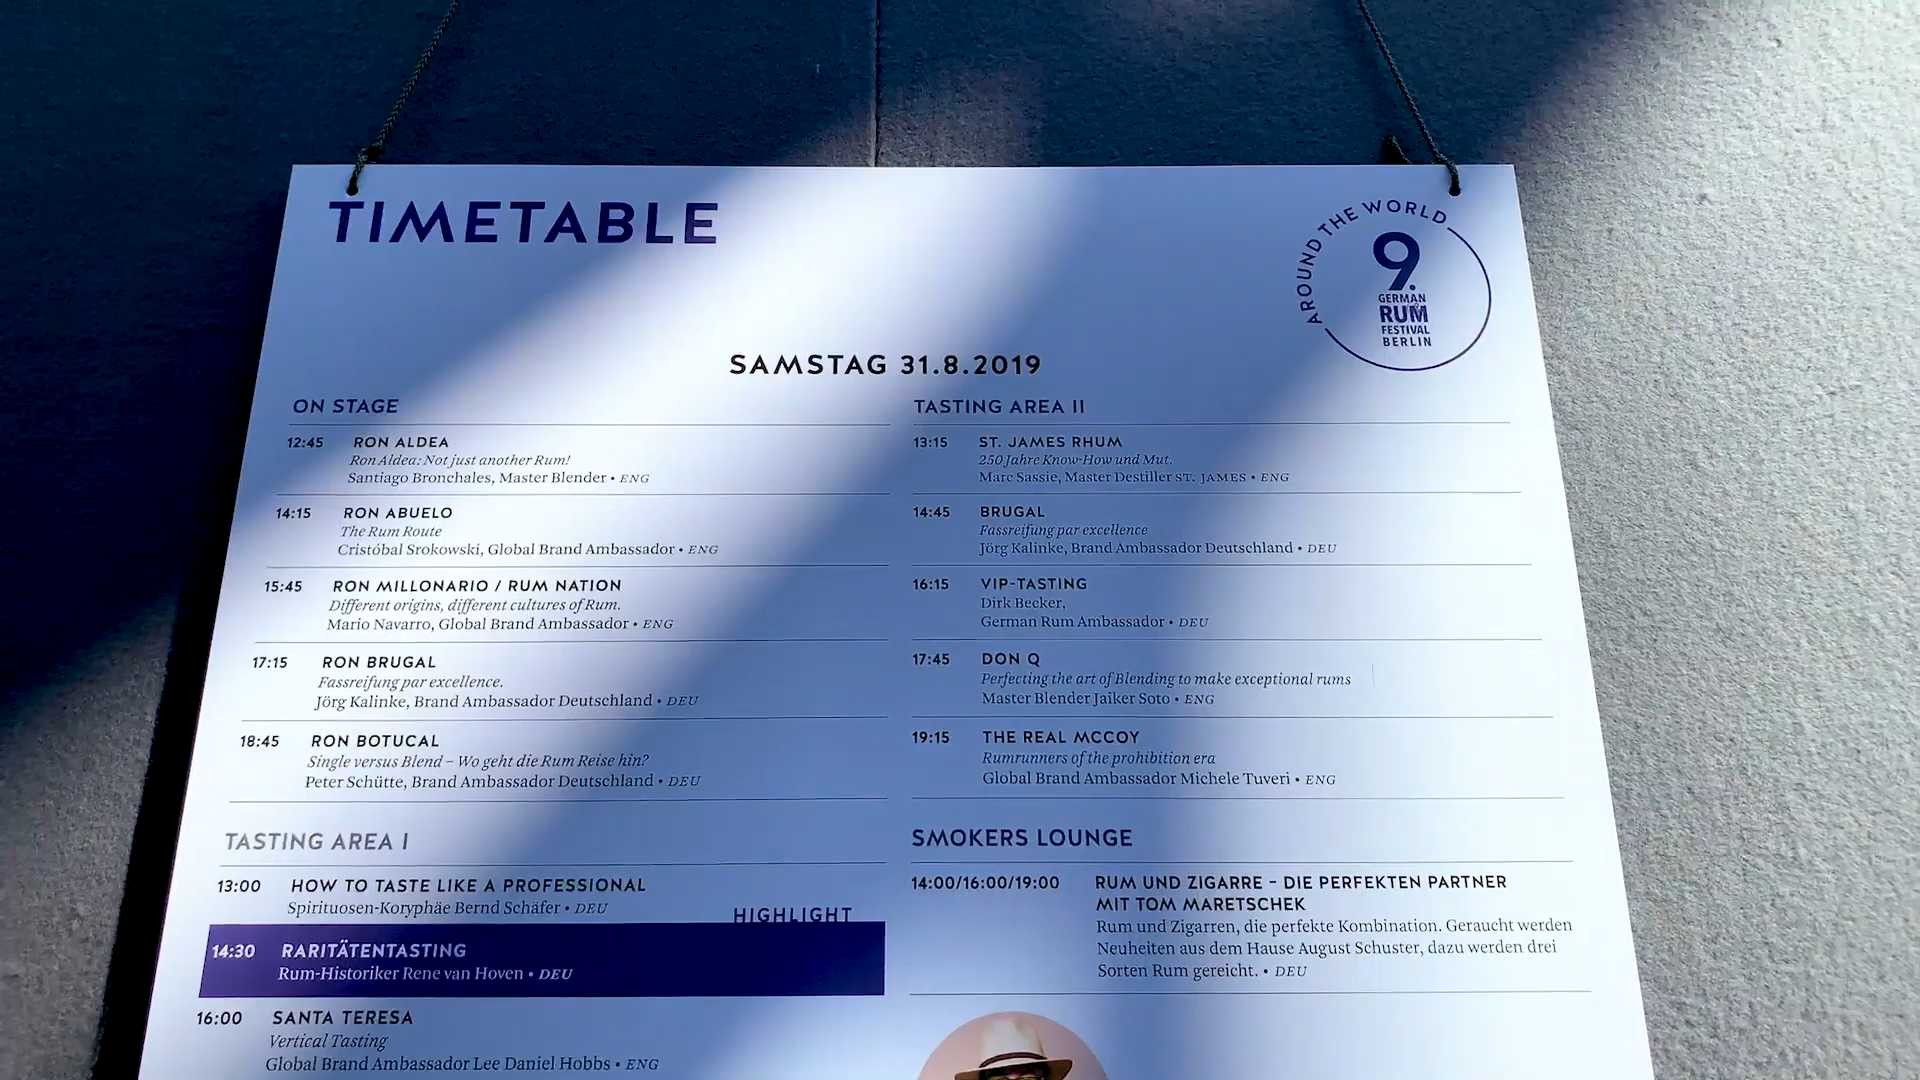 TIMETABLE
AROUND THE WORLD
9.
GERMAN
RUM
FESTIVAL
BERLIN
SAMSTAG 31.8.2019
ON STAGE
12:45 RON ALDEA
Ron Aldea: Not just another Rum!
Santiago Bronchales, Master Blender • ENG
14:15 RON ABUELO
The Rum Route
Cristóbal Srokowski, Global Brand Ambassador • ENG
15:45 RON MILLONARIO / RUM NATION
Different origins, different cultures of Rum.
Mario Navarro, Global Brand Ambassador • ENG
17:15 RON BRUGAL
Fassreifung par excellence.
Jörg Kalinke, Brand Ambassador Deutschland • DEU
18:45 RON BOTUCAL
Single versus Blend – Wo geht die Rum Reise hin?
Peter Schütte, Brand Ambassador Deutschland • DEU
TASTING AREA I
13:00 HOW TO TASTE LIKE A PROFESSIONAL
Spirituosen-Koryphäe Bernd Schäfer • DEU
HIGHLIGHT
14:30 RARITÄTENTASTING
Rum-Historiker Rene van Hoven • DEU
16:00 SANTA TERESA
Vertical Tasting
Global Brand Ambassador Lee Daniel Hobbs • ENG
TASTING AREA II
13:15 ST. JAMES RHUM
250 Jahre Know-How und Mut.
Marc Sassie, Master Destiller ST. JAMES • ENG
14:45 BRUGAL
Fassreifung par excellence
Jörg Kalinke, Brand Ambassador Deutschland • DEU
16:15 VIP-TASTING
Dirk Becker,
German Rum Ambassador • DEU
17:45 DON Q
Perfecting the art of Blending to make exceptional rums
Master Blender Jaiker Soto • ENG
19:15 THE REAL MCCOY
Rumrunners of the prohibition era
Global Brand Ambassador Michele Tuveri • ENG
SMOKERS LOUNGE
14:00/16:00/19:00 RUM UND ZIGARRE – DIE PERFEKTEN PARTNER
MIT TOM MARETSCHEK
Rum und Zigarren, die perfekte Kombination. Geraucht werden
Neuheiten aus dem Hause August Schuster, dazu werden drei
Sorten Rum gereicht. • DEU